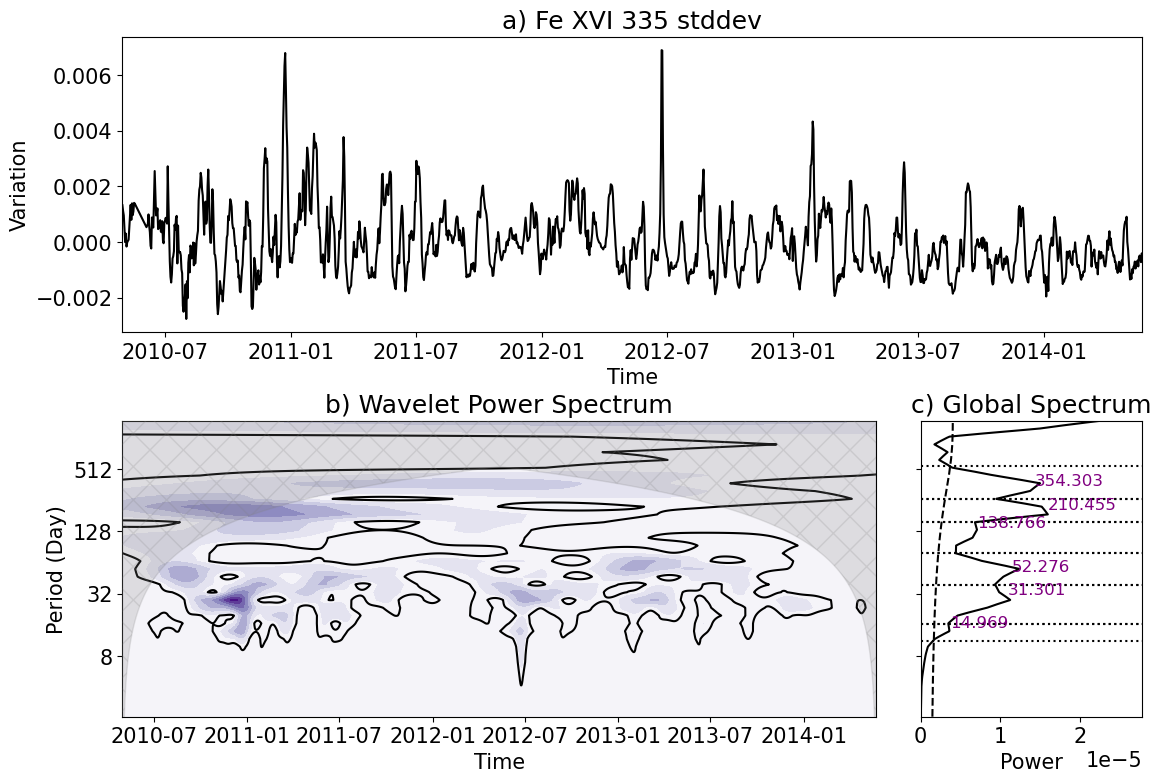 a) Fe XVI 335 stddev
0.006
0.004
0.002
0.000
−0.002
Variation
2010-07 2011-01 2011-07 2012-01 2012-07 2013-01 2013-07 2014-01
Time
b) Wavelet Power Spectrum
512
128
32
8
Period (Day)
2010-07 2011-01 2011-07 2012-01 2012-07 2013-01 2013-07 2014-01
Time
c) Global Spectrum
354.303
210.455
138.766
52.276
31.301
14.969
0 1 2
1e−5
Power